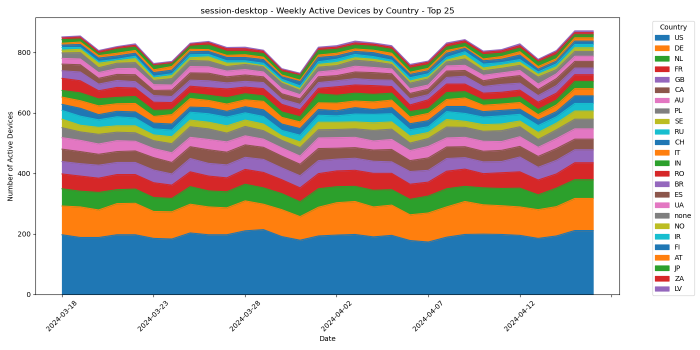 session-desktop - Weekly Active Devices by Country - Top 25
Number of Active Devices
800
600
400
200
0
2024-03-18
2024-03-23
2024-03-28
2024-04-02
2024-04-07
2024-04-12
Date
Country
US
DE
NL
FR
GB
CA
AU
PL
SE
RU
CH
IT
IN
RO
BR
ES
UA
none
NO
IR
FI
AT
JP
ZA
LV